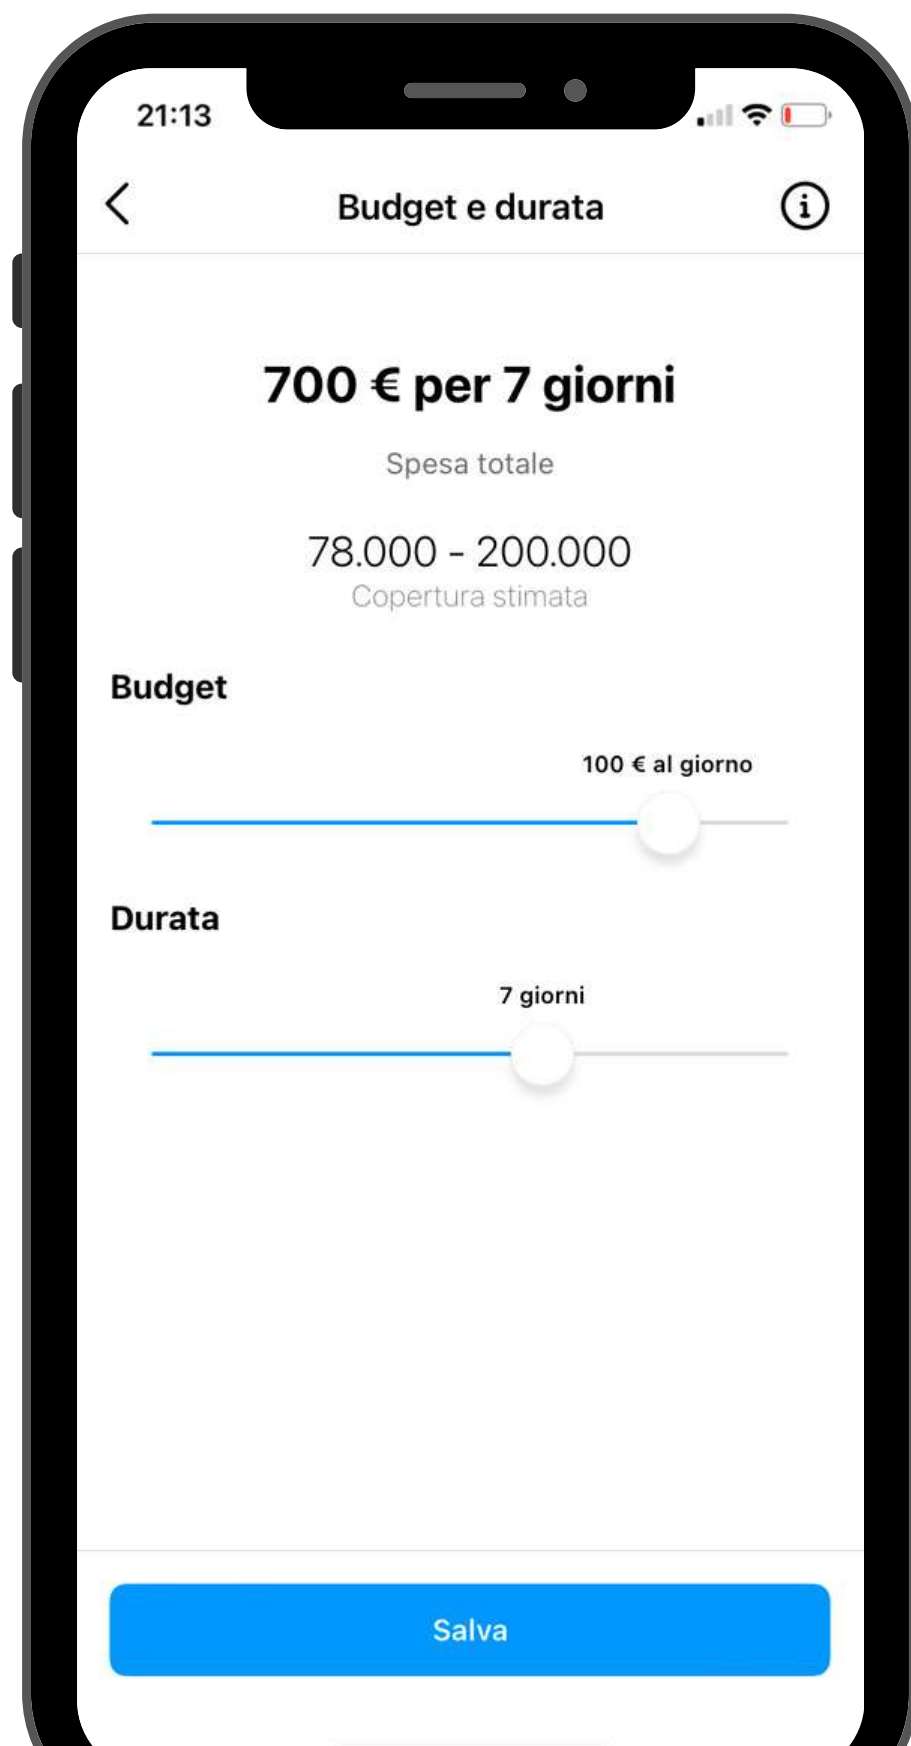 21:13
Budget e durata
700 € per 7 giorni
Spesa totale
78.000 - 200.000
Copertura stimata
Budget
100 € al giorno
Durata
7 giorni
Salva